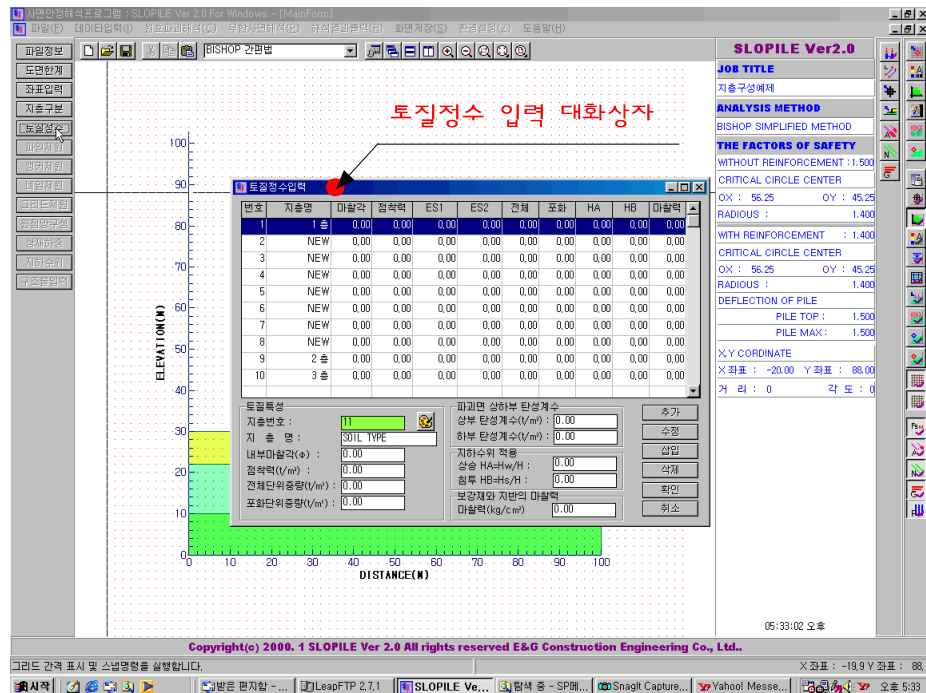 사면안정해석프로그램 : SLOPILE Ver 2.0 For Windows - [MainForm]
파일(F) 데이타입력(I) 원호파괴해석(C) 무한사면해석(P) 해석결과출력(R) 화면저장(S) 환경설정(Z) 도움말(H)
BISHOP 간편법
파일정보
도면한계
좌표입력
지층구분
토질정수
파일제원
앵커제원
네일제원
그리드제원
원점망구성
상재하중
지하수위
구조물입력
토질정수 입력 대화상자
ELEVATION(M)
100
90
80
70
60
50
40
30
20
10
0
0 10 20 30 40 50 60 70 80 90 100
DISTANCE(M)
토질정수입력
번호 지층명 마찰각 점착력 ES1 ES2 전체 포화 HA HB 마찰력
1 1 층 0,00 0,00 0,00 0,00 0,00 0,00 0,00 0,00 0,00
2 NEW 0,00 0,00 0,00 0,00 0,00 0,00 0,00 0,00 0,00
3 NEW 0,00 0,00 0,00 0,00 0,00 0,00 0,00 0,00 0,00
4 NEW 0,00 0,00 0,00 0,00 0,00 0,00 0,00 0,00 0,00
5 NEW 0,00 0,00 0,00 0,00 0,00 0,00 0,00 0,00 0,00
6 NEW 0,00 0,00 0,00 0,00 0,00 0,00 0,00 0,00 0,00
7 NEW 0,00 0,00 0,00 0,00 0,00 0,00 0,00 0,00 0,00
8 NEW 0,00 0,00 0,00 0,00 0,00 0,00 0,00 0,00 0,00
9 2 층 0,00 0,00 0,00 0,00 0,00 0,00 0,00 0,00 0,00
10 3 층 0,00 0,00 0,00 0,00 0,00 0,00 0,00 0,00 0,00
토질특성
지층번호 : 11
지 층 명 : SOIL TYPE
내부마찰각(Φ) : 0.00
점착력(t/m²) : 0.00
전체단위중량(t/m³) : 0.00
포화단위중량(t/m³) : 0.00
파괴면 상하부 탄성계수
상부 탄성계수(t/m²) : 0.00
하부 탄성계수(t/m²) : 0.00
지하수위 적용
상승 HA=Hw/H : 0.00
침투 HB=Hs/H : 0.00
보강재와 지반의 마찰력
마찰력(kg/cm²) 0.00
추가
수정
삽입
삭제
확인
취소
SLOPILE Ver2.0
JOB TITLE
지층구성예제
ANALYSIS METHOD
BISHOP SIMPLIFIED METHOD
THE FACTORS OF SAFETY
WITHOUT REINFORCEMENT : 1.500
CRITICAL CIRCLE CENTER
OX : 56.25 OY : 45.25
RADIOUS : 1.400
WITH REINFORCEMENT : 1.400
CRITICAL CIRCLE CENTER
OX : 56.25 OY : 45.25
RADIOUS : 1.400
DEFLECTION OF PILE
PILE TOP : 1.500
PILE MAX : 1.500
X,Y CORDINATE
X 좌표 : -20.00 Y 좌표 : 88.00
거 리 : 0 각 도 : 0
05:33:02 오후
Copyright(c) 2000. 1 SLOPILE Ver 2.0 All rights reserved E&G Construction Engineering Co., Ltd..
그리드 간격 표시 및 스냅명령을 실행합니다.
X 좌표 : -19,9 Y 좌표 : 88,
시작
받은 편지함 - ...
LeapFTP 2,7,1
SLOPILE Ve...
탐색 중 - SP메...
SnagIt Capture...
Yahoo! Messe...
오후 5:33